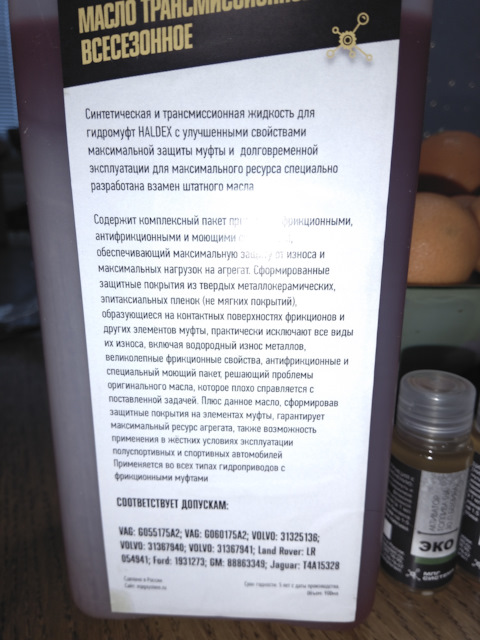 МАСЛО ТРАНСМИССИОННОЕ
ВСЕСЕЗОННОЕ
Синтетическая и трансмиссионная жидкость для
гидромуфт HALDEX с улучшенными свойствами
максимальной защиты муфты и долговременной
эксплуатации для максимального ресурса специально
разработана взамен штатного масла
Содержит комплексный пакет фрикционными,
антифрикционными и моющими
обеспечивающий максимальную защиту от износа и
максимальных нагрузок на агрегат. Сформированные
защитные покрытия из твердых металлокерамических,
эпитаксиальных пленок (не мягких покрытий),
образующиеся на контактных поверхностях фрикционов и
других элементов муфты, практически исключают все виды
их износа, включая водородный износ металлов,
великолепные фрикционные свойства, антифрикционные и
специальный моющий пакет, решающий проблемы
оригинального масла, которое плохо справляется с
поставленной задачей. Плюс данное масло, сформировав
защитные покрытия на элементах муфты, гарантирует
максимальный ресурс агрегата, также возможность
применения в жёстких условиях эксплуатации
полуспортивных и спортивных автомобилей
Применяется во всех типах гидроприводов с
фрикционными муфтами
СООТВЕТСТВУЕТ ДОПУСКАМ:
VAG: G055175A2; VAG: G060175A2; VOLVO: 31325136;
VOLVO: 31367940; VOLVO: 31367941; Land Rover: LR
054941; Ford: 1931273; GM: 88863349; Jaguar: T4A15328
Сделано в России
Срок годности: 5 лет с даты производства
ЭКО